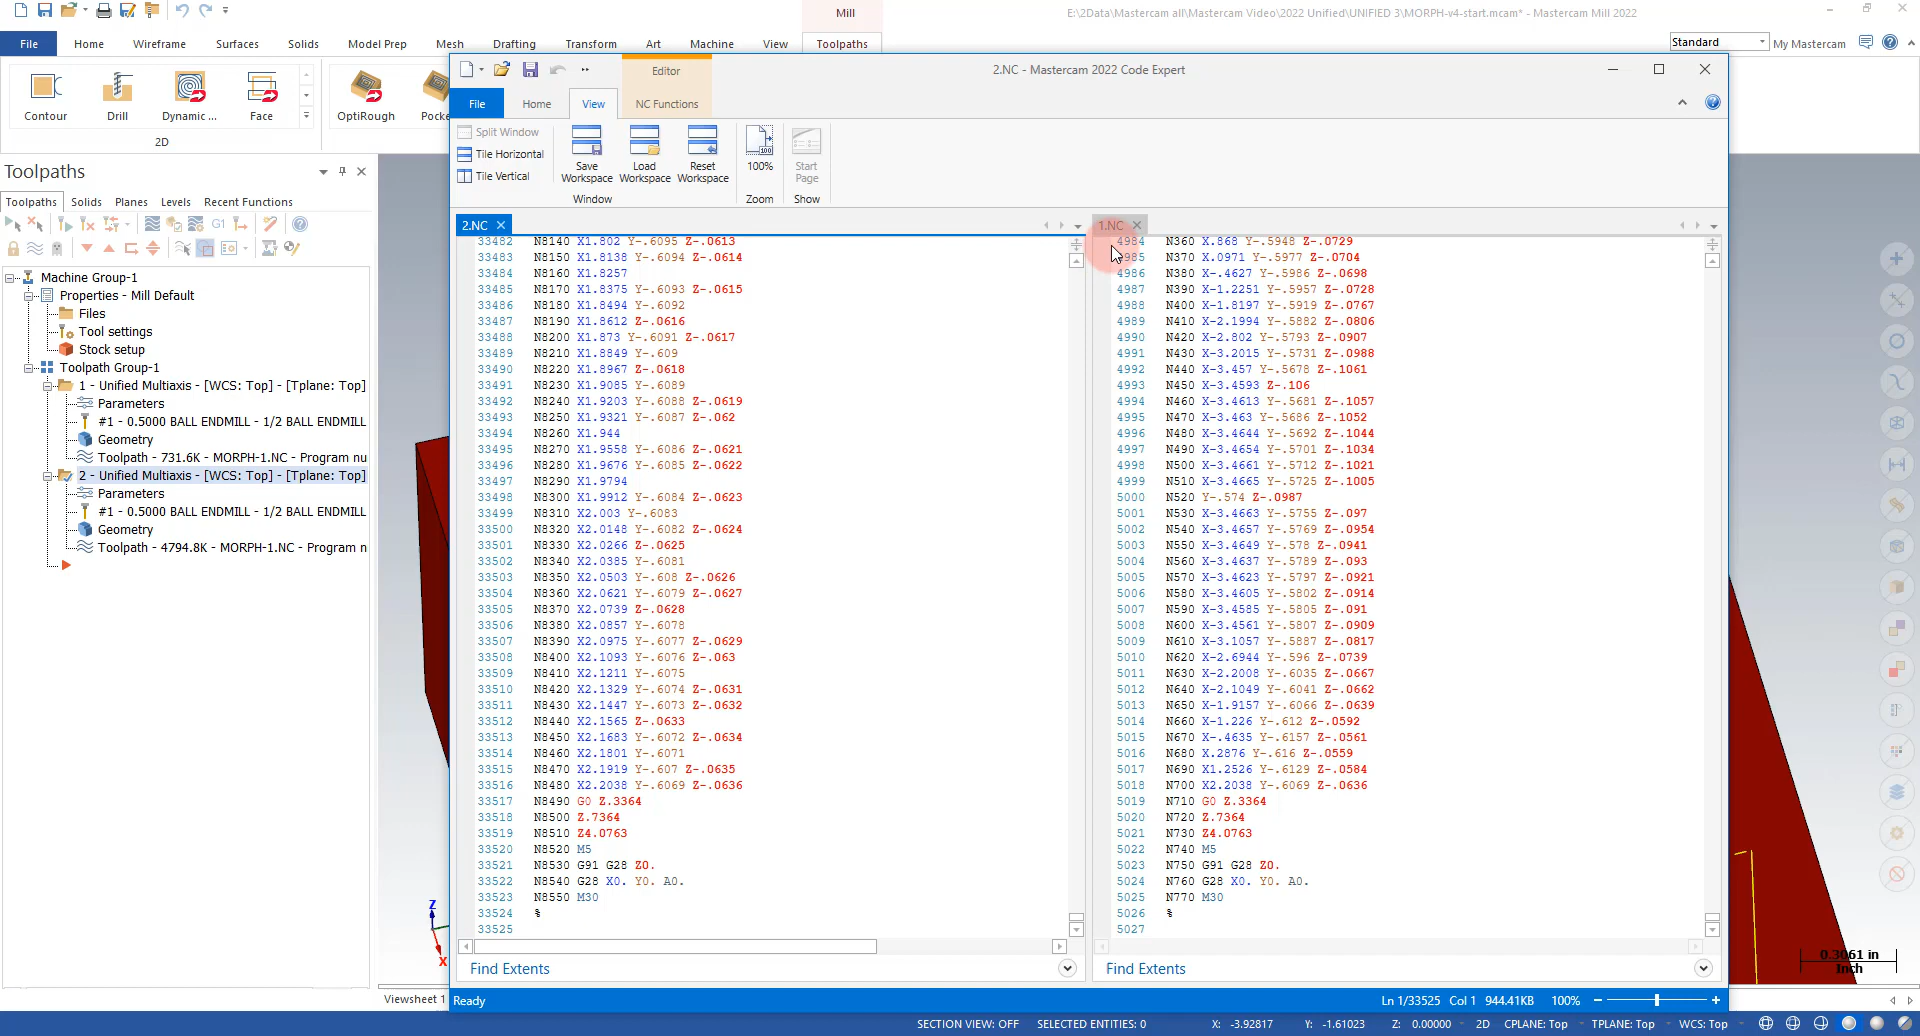 Mill
E:\2Data\Mastercam all\Mastercam Video\2022 Unified\UNIFIED 3\MORPH-v4-start.mcam* - Mastercam Mill 2022
File Home Wireframe Surfaces Solids Model Prep Mesh Drafting Transform Art Machine View Toolpaths
Standard My Mastercam
Contour Drill Dynamic ... Face OptiRough Pocke
2D
Editor
2.NC - Mastercam 2022 Code Expert
File Home View NC Functions
Split Window
Tile Horizontal
Tile Vertical
Save Workspace
Load Workspace
Reset Workspace
100%
Start Page
Window Zoom Show
Toolpaths
Toolpaths Solids Planes Levels Recent Functions
G1
Machine Group-1
Properties - Mill Default
Files
Tool settings
Stock setup
Toolpath Group-1
1 - Unified Multiaxis - [WCS: Top] - [Tplane: Top]
Parameters
#1 - 0.5000 BALL ENDMILL - 1/2 BALL ENDMILL
Geometry
Toolpath - 731.6K - MORPH-1.NC - Program nu
2 - Unified Multiaxis - [WCS: Top] - [Tplane: Top]
Parameters
#1 - 0.5000 BALL ENDMILL - 1/2 BALL ENDMILL
Geometry
Toolpath - 4794.8K - MORPH-1.NC - Program n
2.NC
33482 N8140 X1.802 Y-.6095 Z-.0613
33483 N8150 X1.8138 Y-.6094 Z-.0614
33484 N8160 X1.8257
33485 N8170 X1.8375 Y-.6093 Z-.0615
33486 N8180 X1.8494 Y-.6092
33487 N8190 X1.8612 Z-.0616
33488 N8200 X1.873 Y-.6091 Z-.0617
33489 N8210 X1.8849 Y-.609
33490 N8220 X1.8967 Z-.0618
33491 N8230 X1.9085 Y-.6089
33492 N8240 X1.9203 Y-.6088 Z-.0619
33493 N8250 X1.9321 Y-.6087 Z-.062
33494 N8260 X1.944
33495 N8270 X1.9558 Y-.6086 Z-.0621
33496 N8280 X1.9676 Y-.6085 Z-.0622
33497 N8290 X1.9794
33498 N8300 X1.9912 Y-.6084 Z-.0623
33499 N8310 X2.003 Y-.6083
33500 N8320 X2.0148 Y-.6082 Z-.0624
33501 N8330 X2.0266 Z-.0625
33502 N8340 X2.0385 Y-.6081
33503 N8350 X2.0503 Y-.608 Z-.0626
33504 N8360 X2.0621 Y-.6079 Z-.0627
33505 N8370 X2.0739 Z-.0628
33506 N8380 X2.0857 Y-.6078
33507 N8390 X2.0975 Y-.6077 Z-.0629
33508 N8400 X2.1093 Y-.6076 Z-.063
33509 N8410 X2.1211 Y-.6075
33510 N8420 X2.1329 Y-.6074 Z-.0631
33511 N8430 X2.1447 Y-.6073 Z-.0632
33512 N8440 X2.1565 Z-.0633
33513 N8450 X2.1683 Y-.6072 Z-.0634
33514 N8460 X2.1801 Y-.6071
33515 N8470 X2.1919 Y-.607 Z-.0635
33516 N8480 X2.2038 Y-.6069 Z-.0636
33517 N8490 G0 Z.3364
33518 N8500 Z.7364
33519 N8510 Z4.0763
33520 N8520 M5
33521 N8530 G91 G28 Z0.
33522 N8540 G28 X0. Y0. A0.
33523 N8550 M30
33524 %
33525
Find Extents
1.NC
4984 N360 X.868 Y-.5948 Z-.0729
4985 N370 X.0971 Y-.5977 Z-.0704
4986 N380 X-.4627 Y-.5986 Z-.0698
4987 N390 X-1.2251 Y-.5957 Z-.0728
4988 N400 X-1.8197 Y-.5919 Z-.0767
4989 N410 X-2.1994 Y-.5882 Z-.0806
4990 N420 X-2.802 Y-.5793 Z-.0907
4991 N430 X-3.2015 Y-.5731 Z-.0988
4992 N440 X-3.457 Y-.5678 Z-.1061
4993 N450 X-3.4593 Z-.106
4994 N460 X-3.4613 Y-.5681 Z-.1057
4995 N470 X-3.463 Y-.5686 Z-.1052
4996 N480 X-3.4644 Y-.5692 Z-.1044
4997 N490 X-3.4654 Y-.5701 Z-.1034
4998 N500 X-3.4661 Y-.5712 Z-.1021
4999 N510 X-3.4665 Y-.5725 Z-.1005
5000 N520 Y-.574 Z-.0987
5001 N530 X-3.4663 Y-.5755 Z-.097
5002 N540 X-3.4657 Y-.5769 Z-.0954
5003 N550 X-3.4649 Y-.578 Z-.0941
5004 N560 X-3.4637 Y-.5789 Z-.093
5005 N570 X-3.4623 Y-.5797 Z-.0921
5006 N580 X-3.4605 Y-.5802 Z-.0914
5007 N590 X-3.4585 Y-.5805 Z-.091
5008 N600 X-3.4561 Y-.5807 Z-.0909
5009 N610 X-3.1057 Y-.5887 Z-.0817
5010 N620 X-2.6944 Y-.596 Z-.0739
5011 N630 X-2.2008 Y-.6035 Z-.0667
5012 N640 X-2.1049 Y-.6041 Z-.0662
5013 N650 X-1.9157 Y-.6066 Z-.0639
5014 N660 X-1.226 Y-.612 Z-.0592
5015 N670 X-.4635 Y-.6157 Z-.0561
5016 N680 X.2876 Y-.616 Z-.0559
5017 N690 X1.2526 Y-.6129 Z-.0584
5018 N700 X2.2038 Y-.6069 Z-.0636
5019 N710 G0 Z.3364
5020 N720 Z.7364
5021 N730 Z4.0763
5022 N740 M5
5023 N750 G91 G28 Z0.
5024 N760 G28 X0. Y0. A0.
5025 N770 M30
5026 %
5027
Find Extents
Z
X
0.3061 in
Inch
Viewsheet 1
Ready Ln 1/33525 Col 1 944.41KB 100%
SECTION VIEW: OFF SELECTED ENTITIES: 0 X: -3.92817 Y: -1.61023 Z: 0.00000 2D CPLANE: Top TPLANE: Top WCS: Top